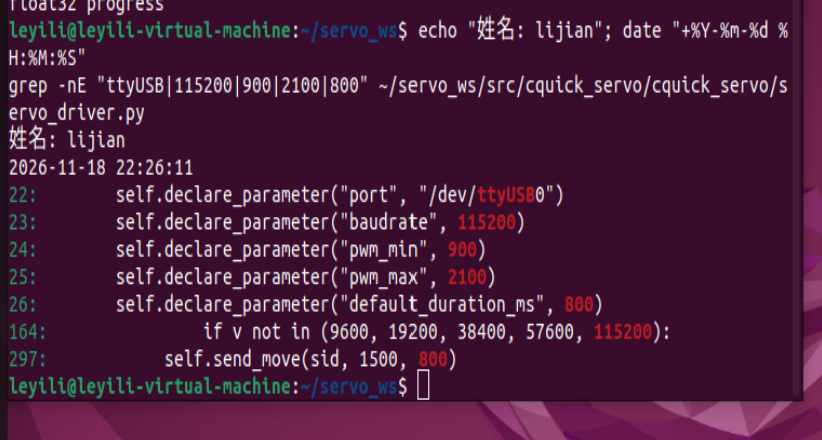 float32 progress
leyili@leyili-virtual-machine:~/servo_ws$ echo "姓名: lijian"; date "+%Y-%m-%d %
H:%M:%S"
grep -nE "ttyUSB|115200|900|2100|800" ~/servo_ws/src/cquick_servo/cquick_servo/s
ervo_driver.py
姓名: lijian
2026-11-18 22:26:11
22:        self.declare_parameter("port", "/dev/ttyUSB0")
23:        self.declare_parameter("baudrate", 115200)
24:        self.declare_parameter("pwm_min", 900)
25:        self.declare_parameter("pwm_max", 2100)
26:        self.declare_parameter("default_duration_ms", 800)
164:                if v not in (9600, 19200, 38400, 57600, 115200):
297:            self.send_move(sid, 1500, 800)
leyili@leyili-virtual-machine:~/servo_ws$